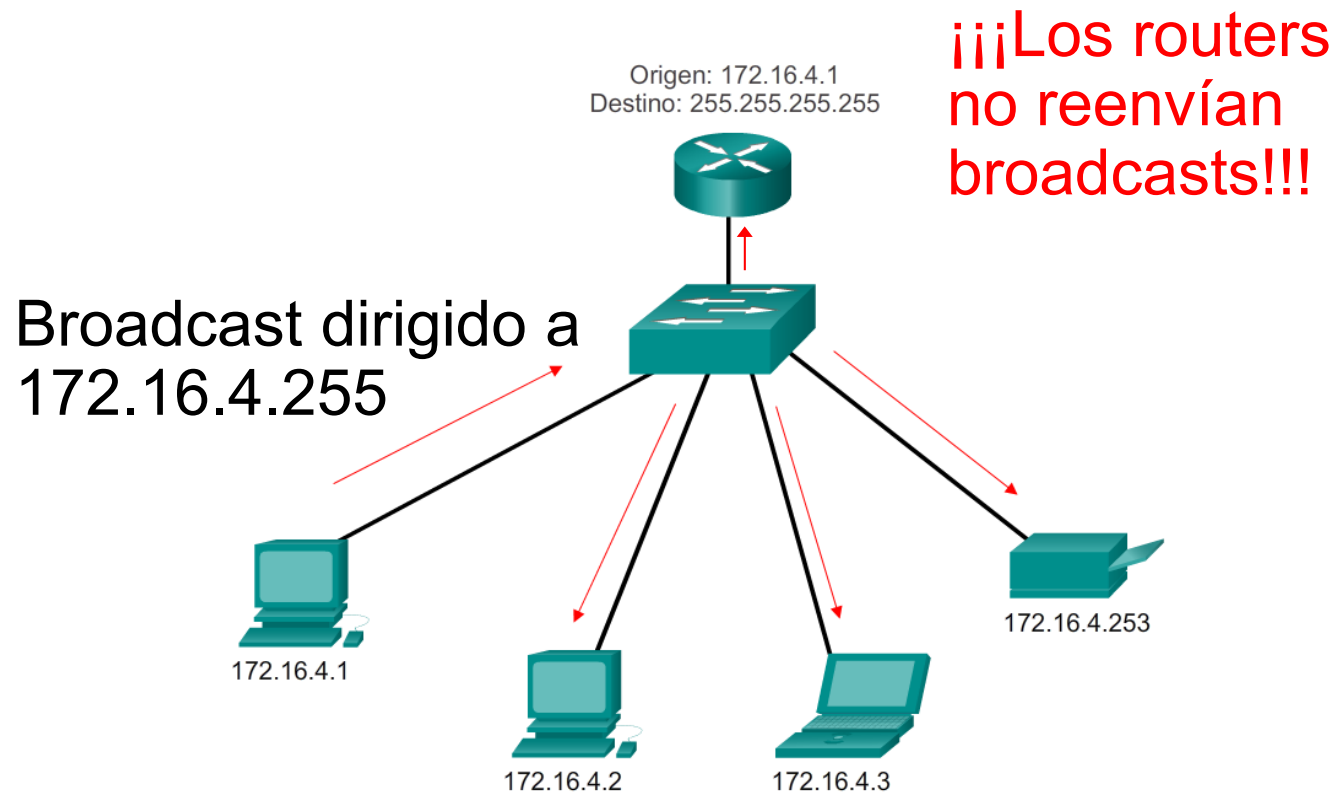 ¡¡¡Los routers
no reenvían
broadcasts!!!
Origen: 172.16.4.1
Destino: 255.255.255.255
Broadcast dirigido a
172.16.4.255
172.16.4.1
172.16.4.2
172.16.4.3
172.16.4.253